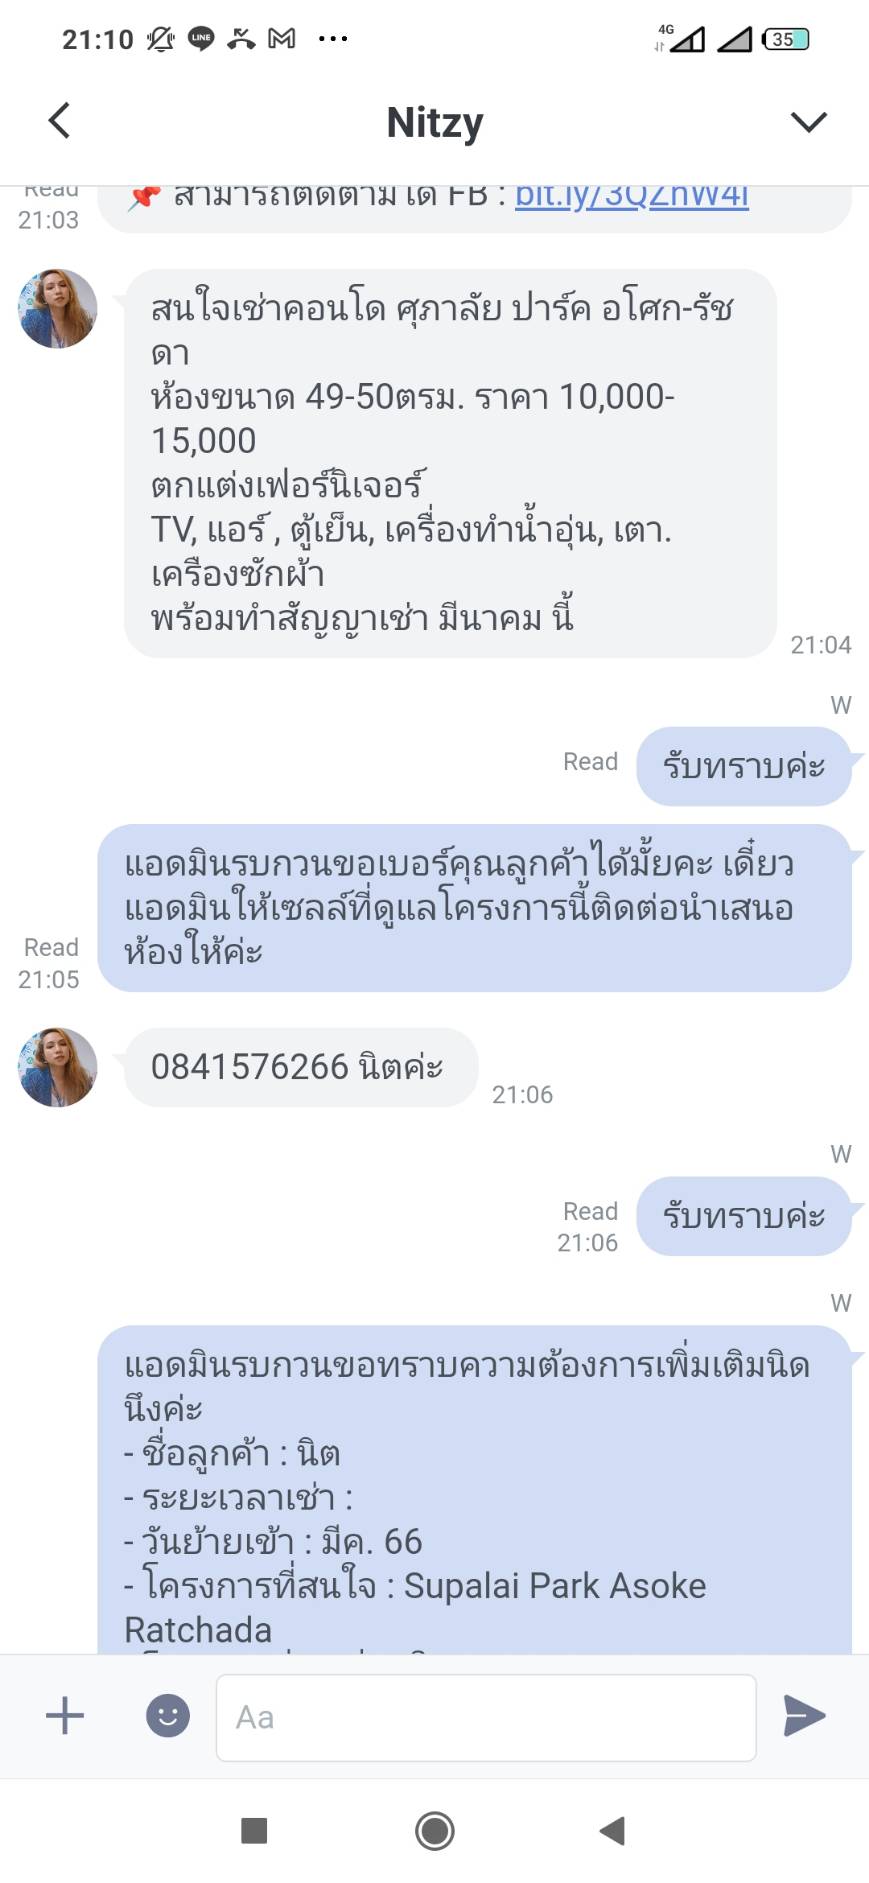 21:10 LINE 4G 35
Nitzy
Read
21:03
📌 สามารถติดตามได้ FB : bit.ly/3QZnW4I
สนใจเช่าคอนโด ศุภาลัย ปาร์ค อโศก-รัช
ดา
ห้องขนาด 49-50ตรม. ราคา 10,000-
15,000
ตกแต่งเฟอร์นิเจอร์
TV, แอร์ , ตู้เย็น, เครื่องทำน้ำอุ่น, เตา.
เครืองซักผ้า
พร้อมทำสัญญาเช่า มีนาคม นี้
21:04
W
Read
รับทราบค่ะ
แอดมินรบกวนขอเบอร์คุณลูกค้าได้มั้ยคะ เดี๋ยว
แอดมินให้เซลล์ที่ดูแลโครงการนี้ติดต่อนำเสนอ
ห้องให้ค่ะ
Read
21:05
0841576266 นิตค่ะ
21:06
W
Read
21:06
รับทราบค่ะ
W
แอดมินรบกวนขอทราบความต้องการเพิ่มเติมนิด
นึงค่ะ
- ชื่อลูกค้า : นิต
- ระยะเวลาเช่า :
- วันย้ายเข้า : มีค. 66
- โครงการที่สนใจ : Supalai Park Asoke
Ratchada
Aa